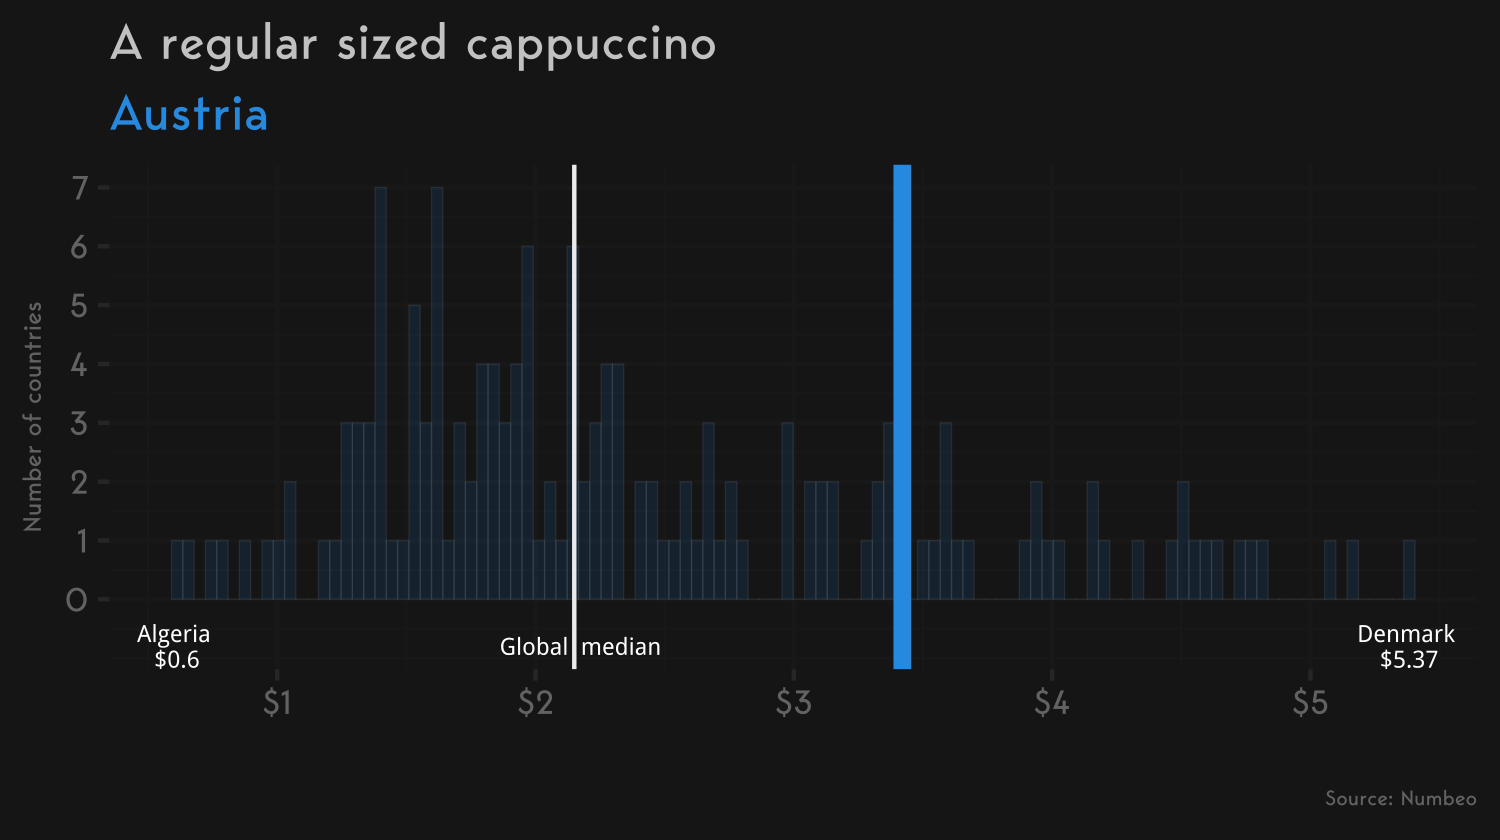 A regular sized cappuccino
Austria
Number of countries
7
6
5
4
3
2
1
0
Algeria
$0.6
Global median
Denmark
$5.37
$1 $2 $3 $4 $5
Source: Numbeo